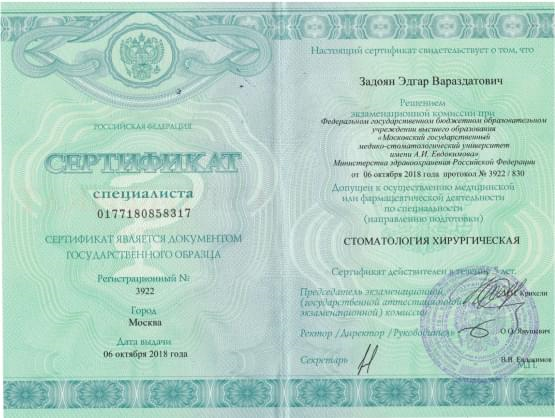 РОССИЙСКАЯ ФЕДЕРАЦИЯ
СЕРТИФИКАТ
специалиста
0177180858317
СЕРТИФИКАТ ЯВЛЯЕТСЯ ДОКУМЕНТОМ
ГОСУДАРСТВЕННОГО ОБРАЗЦА
Регистрационный №
3922
Город
Москва
Дата выдачи
06 октября 2018 года
Настоящий сертификат свидетельствует о том, что
Задоян Эдгар Вараздатович
Решением
экзаменационной комиссии при
Федеральном государственном бюджетном образовательном
учреждении высшего образования
«Московский государственный
медико-стоматологический университет
имени А.И. Евдокимова»
Министерства здравоохранения Российской Федерации
от 06 октября 2018 года протокол № 3922 / 830
Допущен к осуществлению медицинской
или фармацевтической деятельности
по специальности
(направлению подготовки)
СТОМАТОЛОГИЯ ХИРУРГИЧЕСКАЯ
Сертификат действителен в течение 5 лет.
Председатель экзаменационной
(государственной аттестационной,
экзаменационной) комиссии Крихели
Ректор / Директор / Руководитель О.О. Янушевич
Секретарь В.В. Евдокимов
М.П.